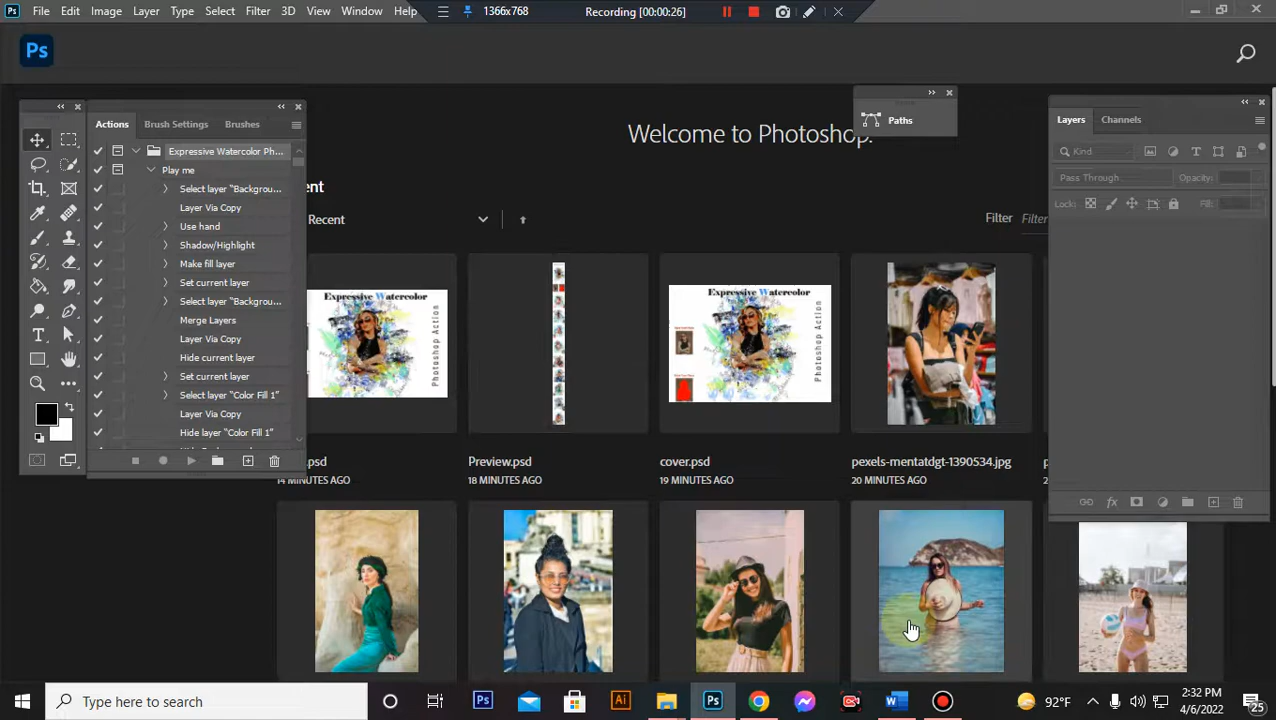 Ps File Edit Image Layer Type Select Filter 3D View Window Help 1366x768 Recording [00:00:26]
Ps
Welcome to Photoshop.
Paths
Actions Brush Settings Brushes
Layers Channels
Expressive Watercolor Ph...
Play me
Select layer "Backgrou...
Layer Via Copy
Use hand
Shadow/Highlight
Make fill layer
Set current layer
Select layer "Backgrou...
Merge Layers
Layer Via Copy
Hide current layer
Set current layer
Select layer "Color Fill 1"
Layer Via Copy
Hide layer "Color Fill 1"
Kind
Pass Through Opacity:
Lock: Fill:
ent
Recent
Filter Filter
Expressive Watercolor
Photoshop Action
Expressive Watercolor
Photoshop Action
.psd
14 MINUTES AGO
Preview.psd
18 MINUTES AGO
cover.psd
19 MINUTES AGO
pexels-mentatdgt-1390534.jpg
20 MINUTES AGO
Type here to search
Ps Ps
Ai
W
92°F
2:32 PM
4/6/2022
25